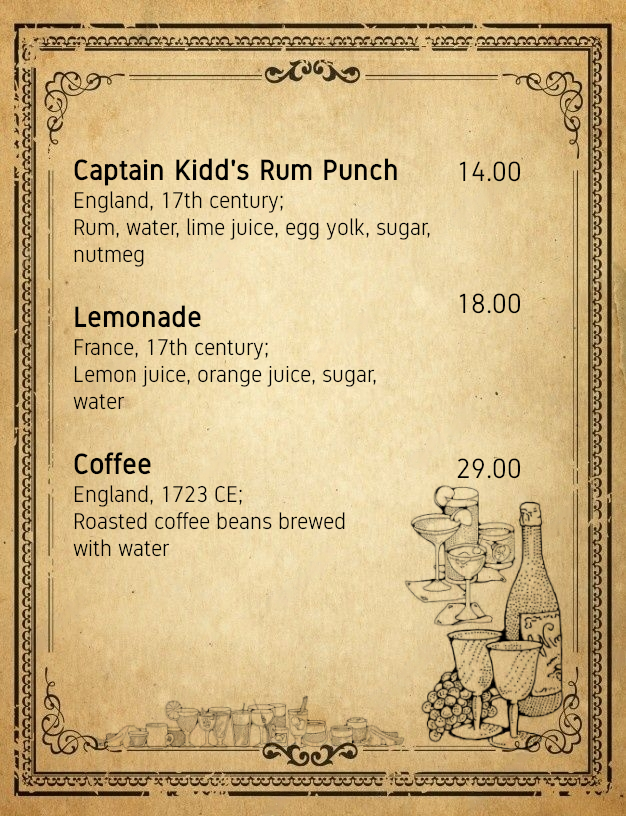 Captain Kidd's Rum Punch 14.00
England, 17th century;
Rum, water, lime juice, egg yolk, sugar,
nutmeg
18.00
Lemonade
France, 17th century;
Lemon juice, orange juice, sugar,
water
Coffee 29.00
England, 1723 CE;
Roasted coffee beans brewed
with water